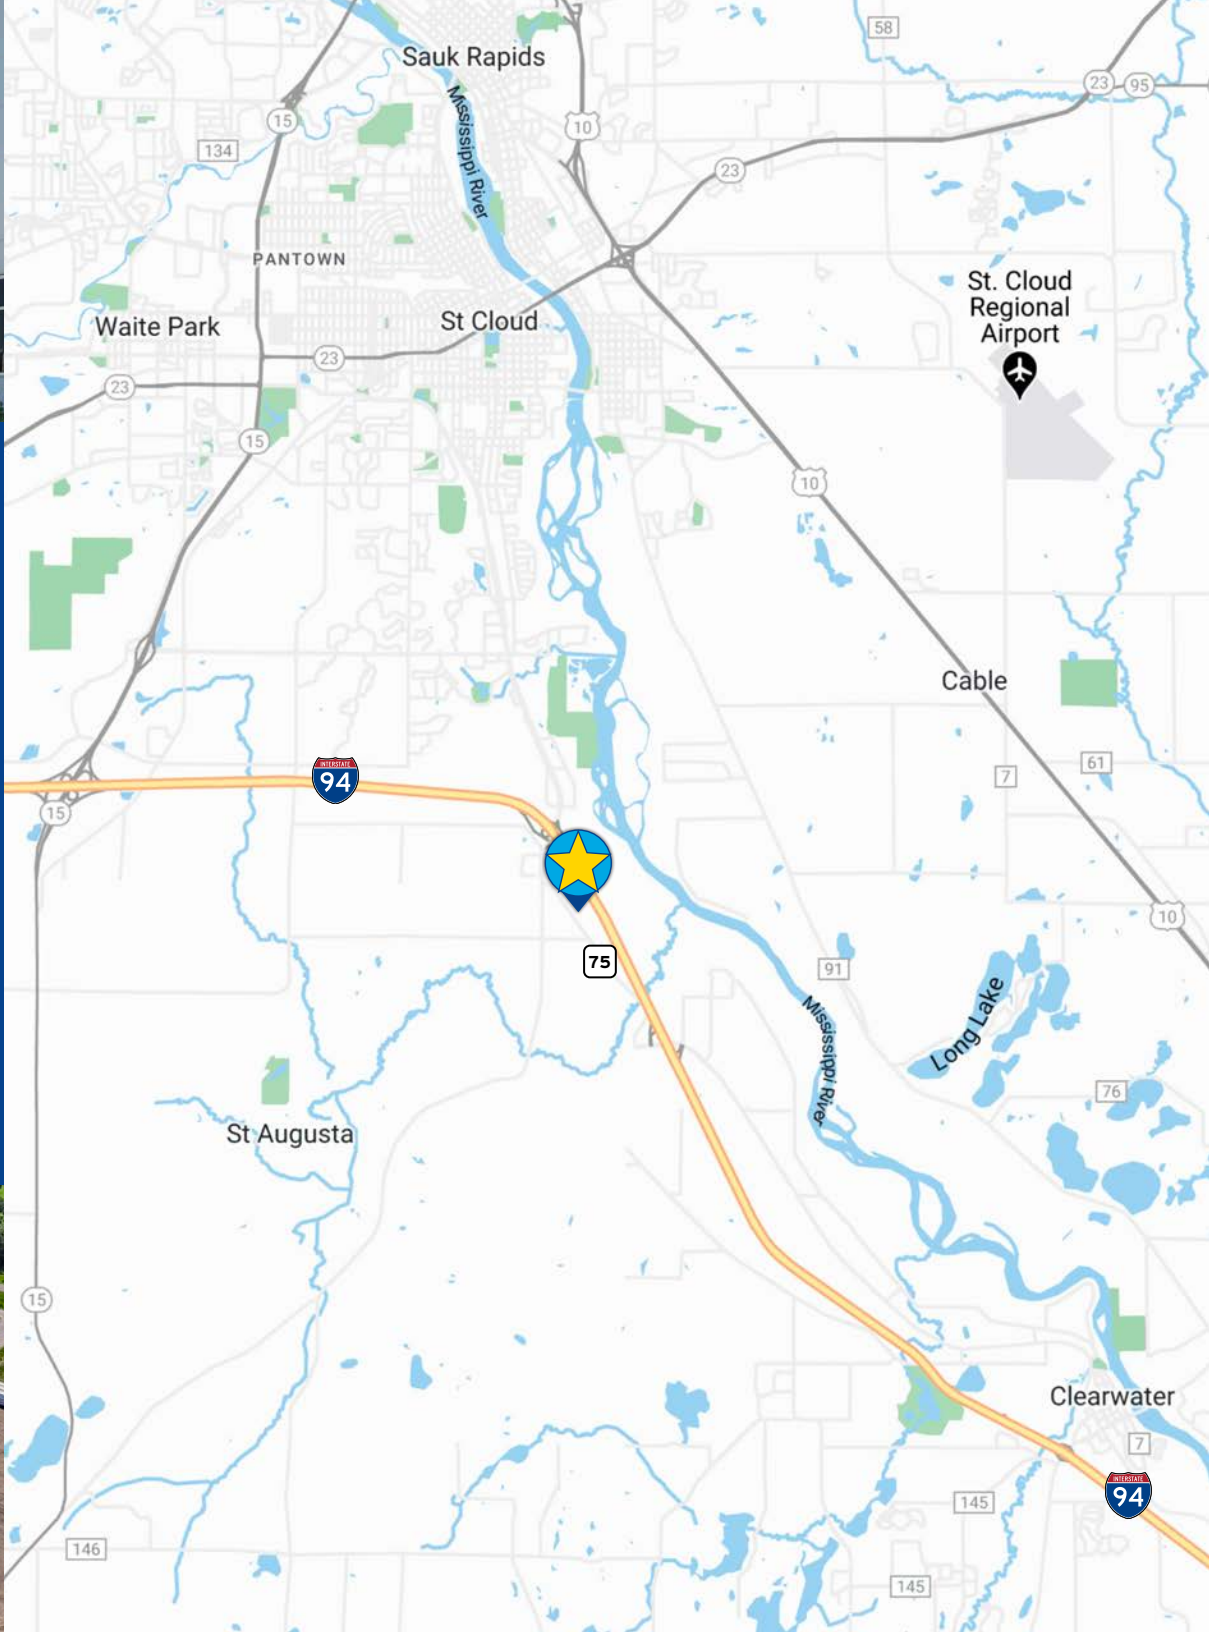 58
Sauk Rapids
23
95
15
10
Mississippi River
134
23
PANTOWN
St. Cloud
Regional
Airport
Waite Park
St Cloud
23
23
15
10
Cable
61
7
INTERSTATE
94
15
10
75
91
Long Lake
Mississippi River
76
St Augusta
15
Clearwater
7
INTERSTATE
94
145
146
145